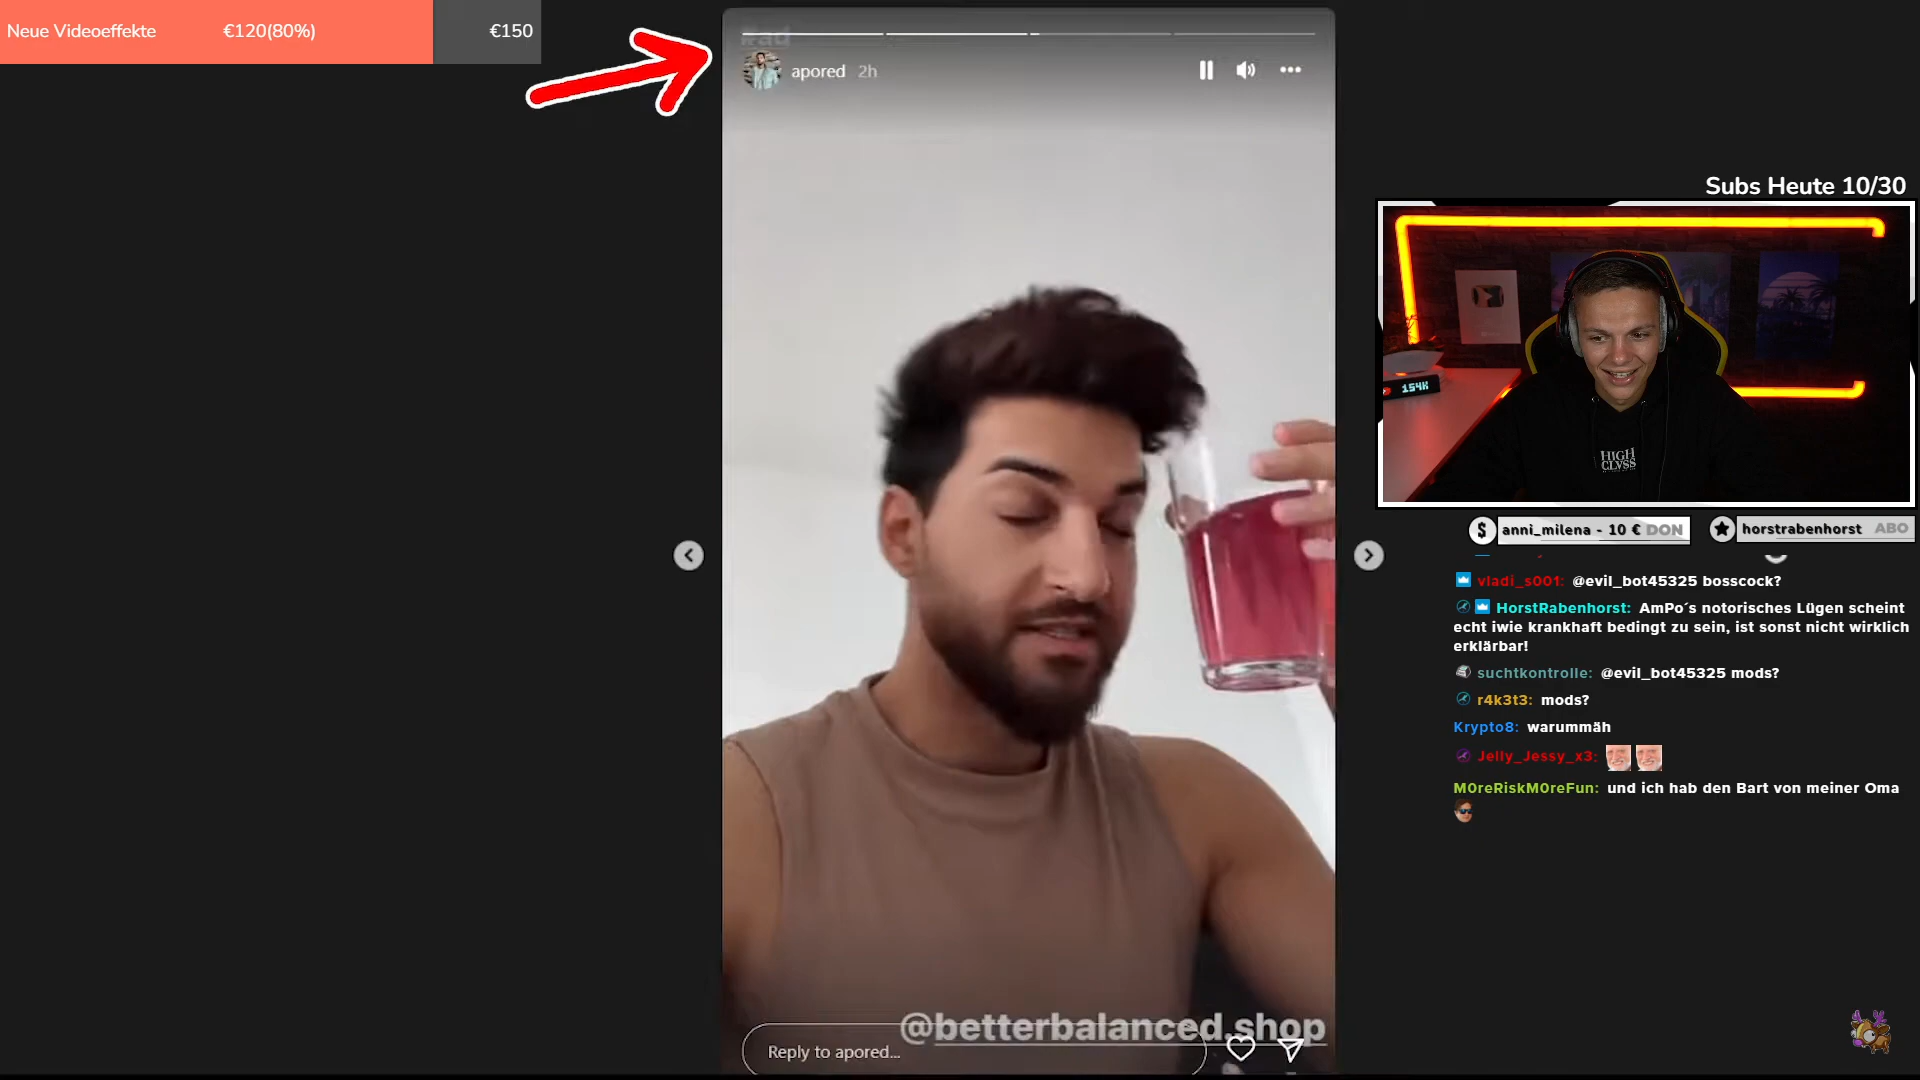 Neue Videoeffekte €120(80%) €150
#ad
apored 2h
Subs Heute 10/30
154K
HIGH
CLVSS
$ anni_milena - 10 € DON
horstrabenhorst ABO
vladi_s001: @evil_bot45325 bosscock?
HorstRabenhorst: AmPo´s notorisches Lügen scheint
echt iwie krankhaft bedingt zu sein, ist sonst nicht wirklich
erklärbar!
suchtkontrolle: @evil_bot45325 mods?
r4k3t3: mods?
Krypto8: warummäh
Jelly_Jessy_x3:
M0reRiskM0reFun: und ich hab den Bart von meiner Oma
@betterbalanced.shop
Reply to apored...